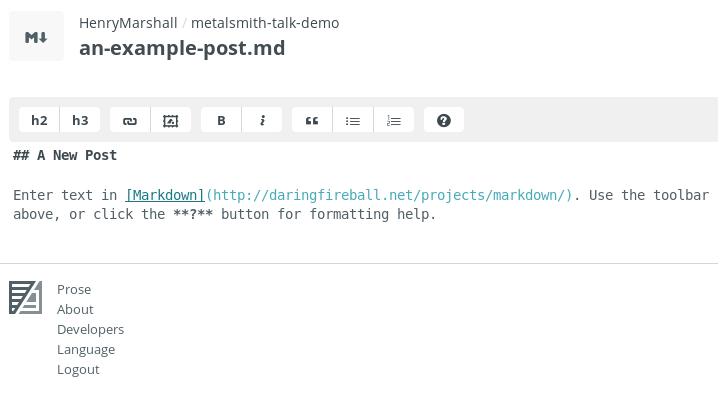 M↓
HenryMarshall / metalsmith-talk-demo
an-example-post.md
h2 h3 B i ?
## A New Post
Enter text in [Markdown](http://daringfireball.net/projects/markdown/). Use the toolbar
above, or click the **?** button for formatting help.
Prose
About
Developers
Language
Logout